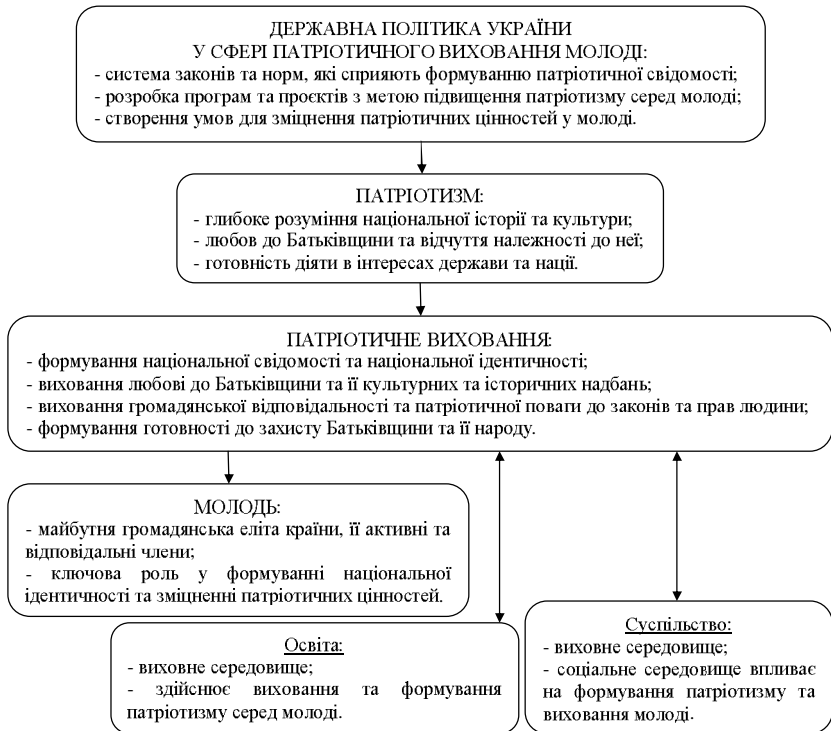 ДЕРЖАВНА ПОЛІТИКА УКРАЇНИ
У СФЕРІ ПАТРІОТИЧНОГО ВИХОВАННЯ МОЛОДІ:
- система законів та норм, які сприяють формуванню патріотичної свідомості;
- розробка програм та проєктів з метою підвищення патріотизму серед молоді;
- створення умов для зміцнення патріотичних цінностей у молоді.
ПАТРІОТИЗМ:
- глибоке розуміння національної історії та культури;
- любов до Батьківщини та відчуття належності до неї;
- готовність діяти в інтересах держави та нації.
ПАТРІОТИЧНЕ ВИХОВАННЯ:
- формування національної свідомості та національної ідентичності;
- виховання любові до Батьківщини та її культурних та історичних надбань;
- виховання громадянської відповідальності та патріотичної поваги до законів та прав людини;
- формування готовності до захисту Батьківщини та її народу.
МОЛОДЬ:
- майбутня громадянська еліта країни, її активні та
відповідальні члени;
- ключова роль у формуванні національної
ідентичності та зміцненні патріотичних цінностей.
Освіта:
- виховне середовище;
- здійснює виховання та формування
патріотизму серед молоді.
Суспільство:
- виховне середовище;
- соціальне середовище впливає
на формування патріотизму та
виховання молоді.